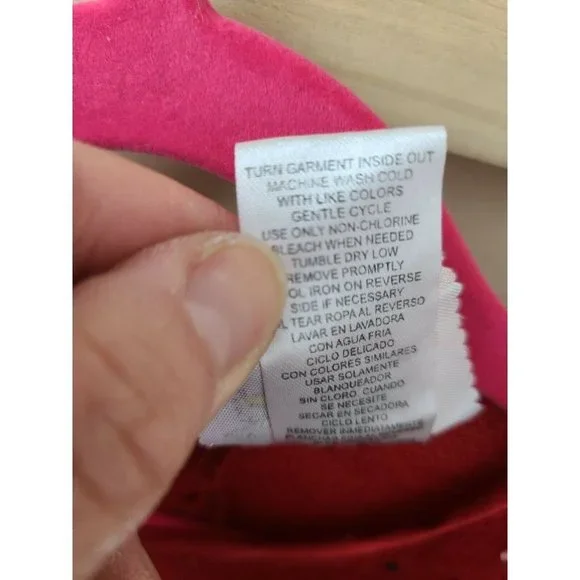 TURN GARMENT INSIDE OUT
MACHINE WASH COLD
WITH LIKE COLORS
GENTLE CYCLE
USE ONLY NON-CHLORINE
BLEACH WHEN NEEDED
TUMBLE DRY LOW
REMOVE PROMPTLY
OL IRON ON REVERSE
SIDE IF NECESSARY
TEAR ROPA AL REVERSO
LAVAR EN LAVADORA
CON AGUA FRIA
CICLO DELICADO
CON COLORES SIMILARES
USAR SOLAMENTE
BLANQUEADOR
SIN CLORO CUANDO
SE NECESITE
SECAR EN SECADORA
CICLO LENTO
REMOVER INMEDIATAMENTE